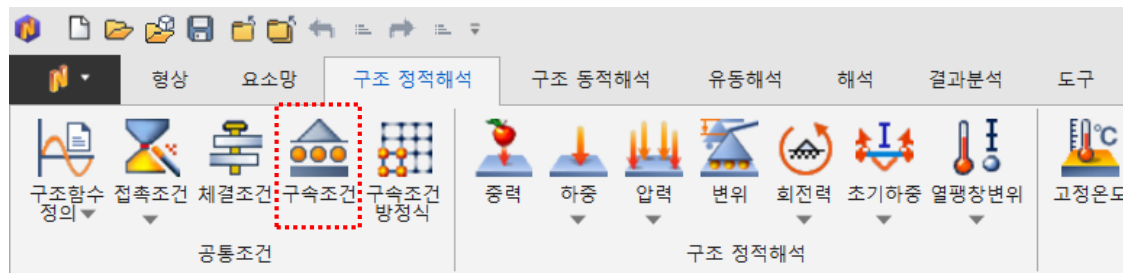 형상 요소망 구조 정적해석 구조 동적해석 유동해석 해석 결과분석 도구
구조함수 접촉조건 체결조건 구속조건 구속조건 중력 하중 압력 변위 회전력 초기하중 열팽창변위 고정온도
정의 방정식
공통조건 구조 정적해석